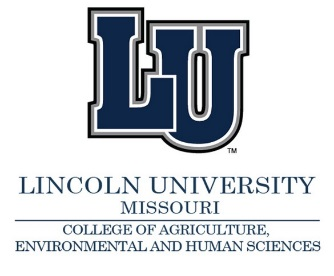 LU
TM
LINCOLN UNIVERSITY
MISSOURI
COLLEGE OF AGRICULTURE,
ENVIRONMENTAL AND HUMAN SCIENCES